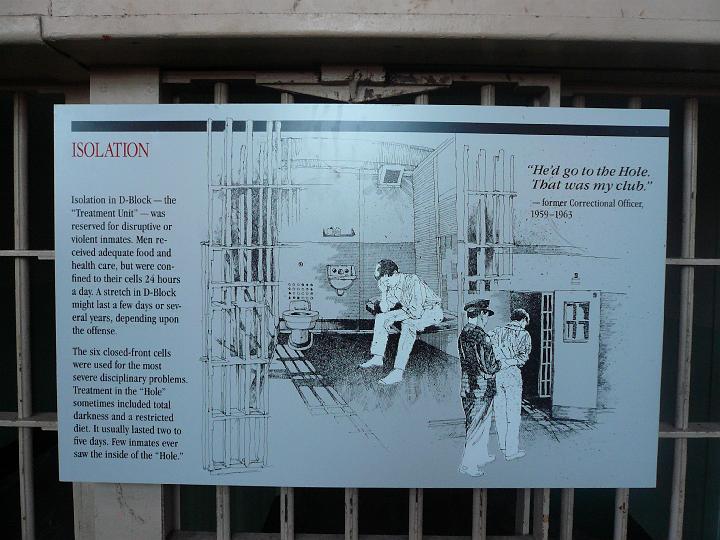 ISOLATION
Isolation in D-Block — the
"Treatment Unit" — was
reserved for disruptive or
violent inmates. Men re-
ceived adequate food and
health care, but were con-
fined to their cells 24 hours
a day. A stretch in D-Block
might last a few days or sev-
eral years, depending upon
the offense.
The six closed-front cells
were used for the most
severe disciplinary problems.
Treatment in the "Hole"
sometimes included total
darkness and a restricted
diet. It usually lasted two to
five days. Few inmates ever
saw the inside of the "Hole."
"He'd go to the Hole.
That was my club."
— former Correctional Officer,
1959–1963